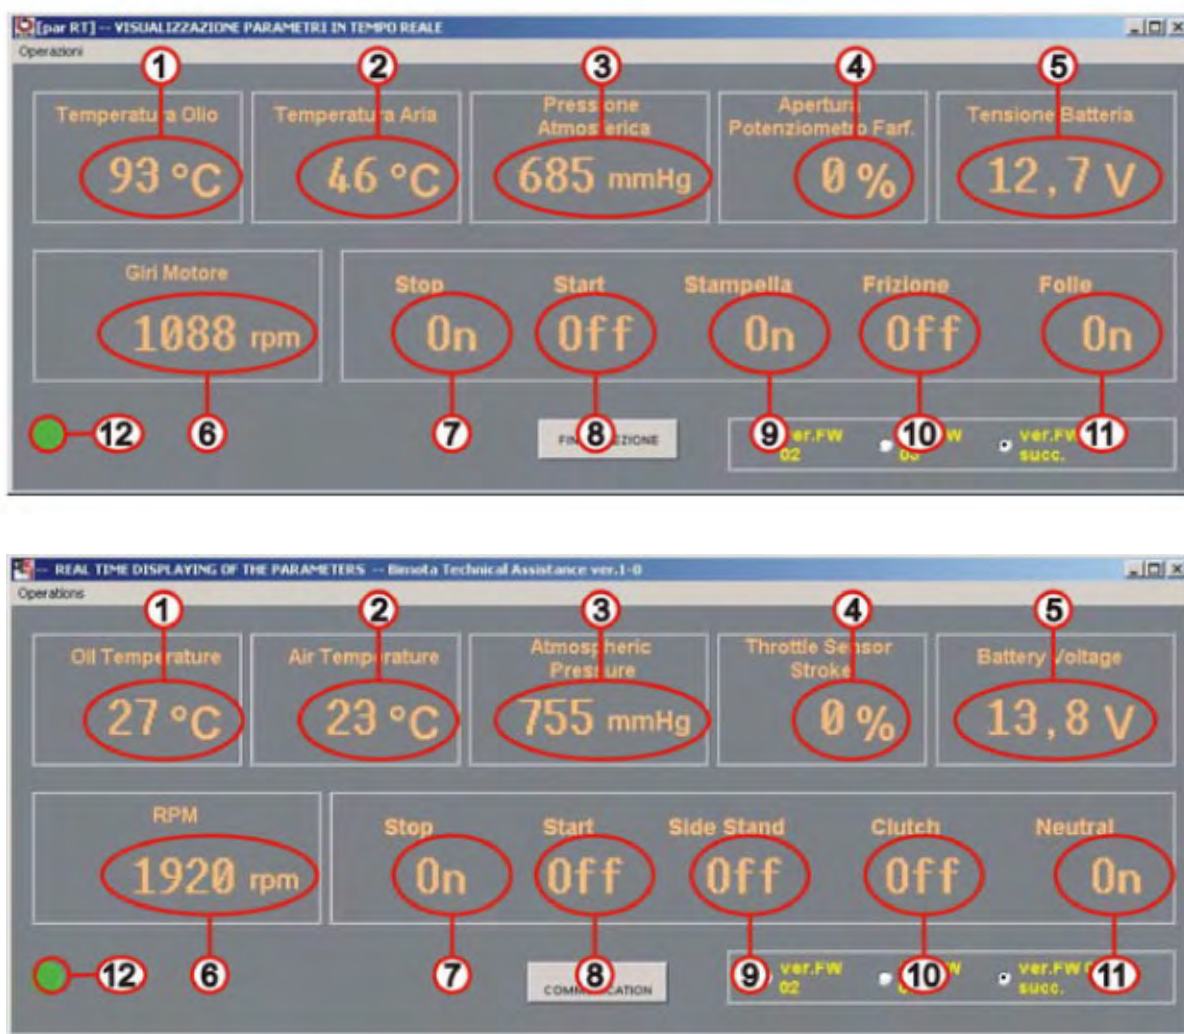 [par RT] -- VISUALIZZAZIONE PARAMETRI IN TEMPO REALE
Operazioni
1 2 3 4 5
Temperatura Olio
93 °C
Temperatura Aria
46 °C
Pressione
Atmosferica
685 mmHg
Apertura
Potenziometro Farf.
0 %
Tensione Batteria
12,7 V
Giri Motore
1088 rpm
Stop Start Stampella Frizione Folle
On Off On Off On
12 6 7 8 9 10 11
ver.FW
02
ver.FW
succ.
-- REAL TIME DISPLAYING OF THE PARAMETERS -- Bimota Technical Assistance ver.1-0
Operations
1 2 3 4 5
Oil Temperature
27 °C
Air Temperature
23 °C
Atmospheric
Pressure
755 mmHg
Throttle Sensor
Stroke
0 %
Battery Voltage
13,8 V
RPM
1920 rpm
Stop Start Side Stand Clutch Neutral
On Off Off Off On
12 6 7 8 9 10 11
COMMUNICATION
ver.FW
02
ver.FW
succ.